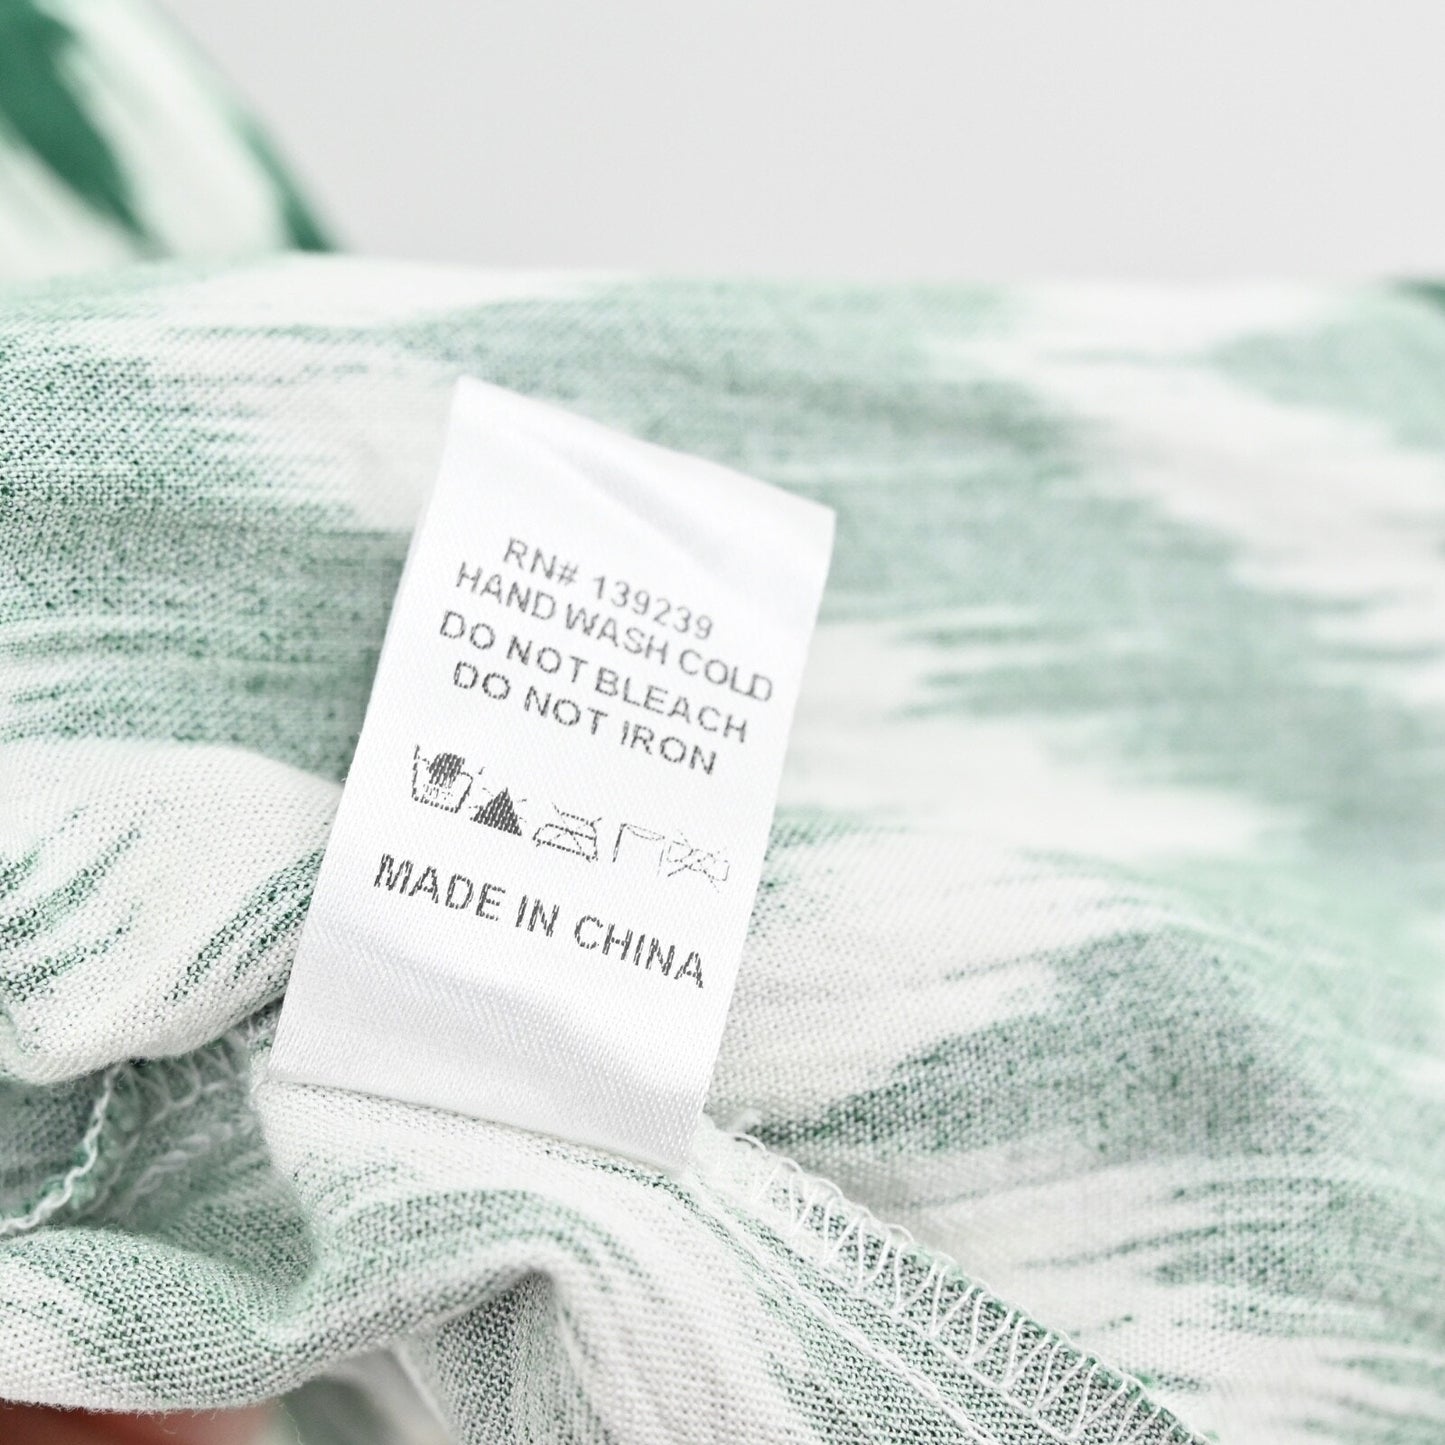 RN# 139239
HAND WASH COLD
DO NOT BLEACH
DO NOT IRON
MADE IN CHINA